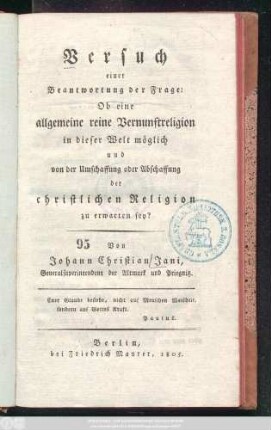 Versuch
einer
Beantwortung der Frage:
Ob eine
allgemeine reine Vernunftreligion
in dieser Welt möglich
und
von der Umschaffung oder Abschaffung
der
christlichen Religion
zu erwarten sey?
95 Von
Johann Christian Jani,
Generalsuperintendent der Altmark und Priegnitz.
Euer Glaube bestehe, nicht auf Menschen Weisheit,
sondern auf Gottes Kraft.
Paulus.
Berlin,
bei Friedrich Maurer, 1805.